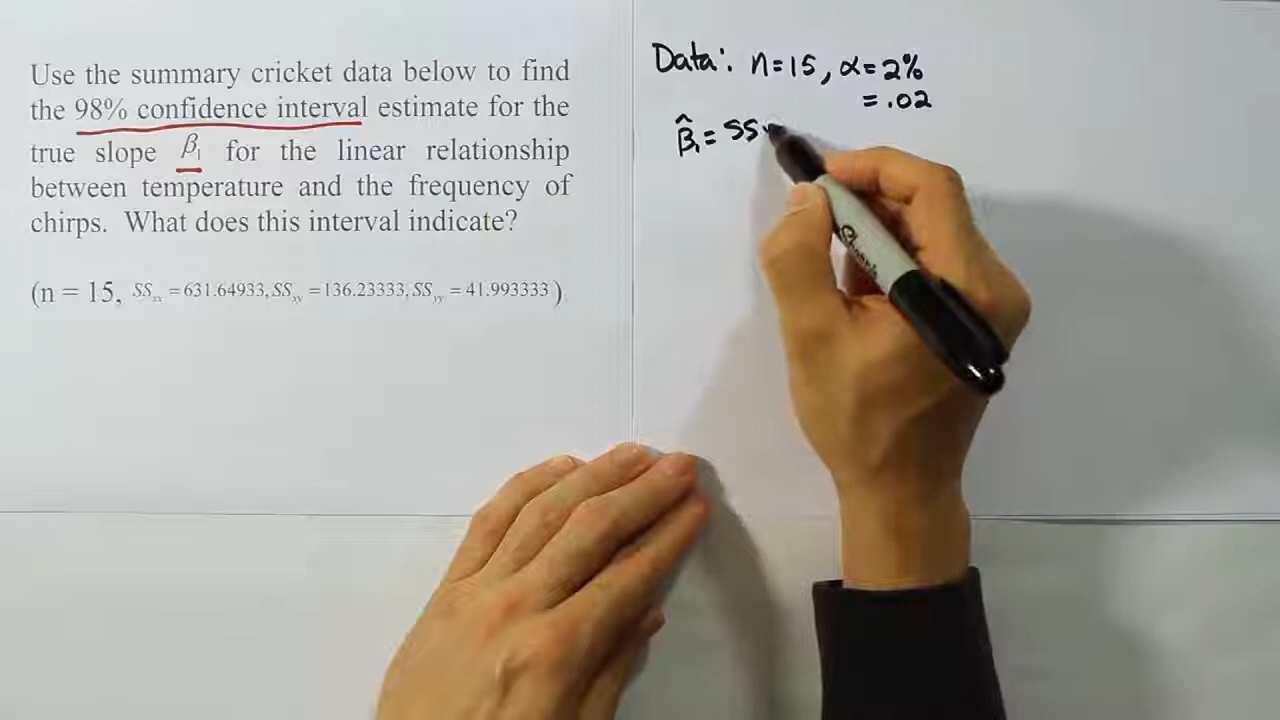 Use the summary cricket data below to find
the 98% confidence interval estimate for the
true slope β₁ for the linear relationship
between temperature and the frequency of
chirps. What does this interval indicate?
(n = 15, SSₓₓ = 631.64933, SSₓᵧ = 136.23333, SSᵧᵧ = 41.993333)
Data: n=15, α=2%
= .02
β̂₁ = SS